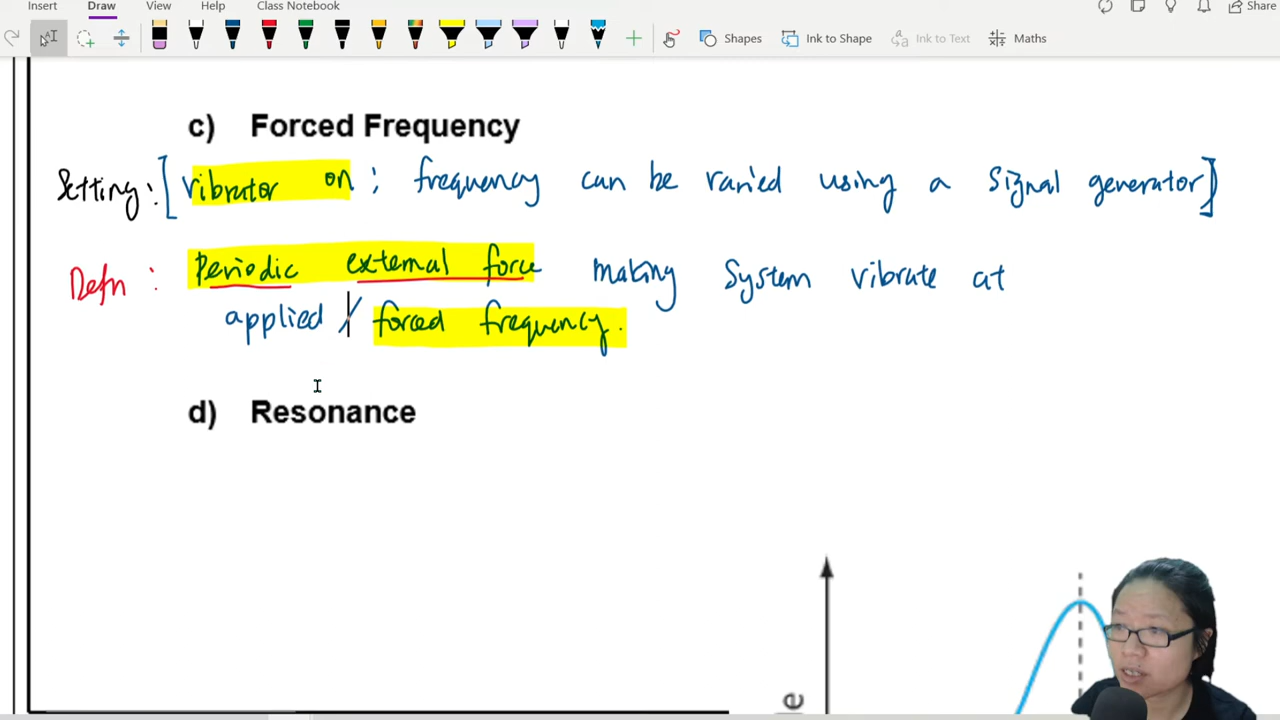 Insert Draw View Help Class Notebook Share
Shapes Ink to Shape Ink to Text Maths
c) Forced Frequency
Setting: [vibrator on: frequency can be varied using a signal generator]
Defn: Periodic external force making system vibrate at
applied / forced frequency.
d) Resonance